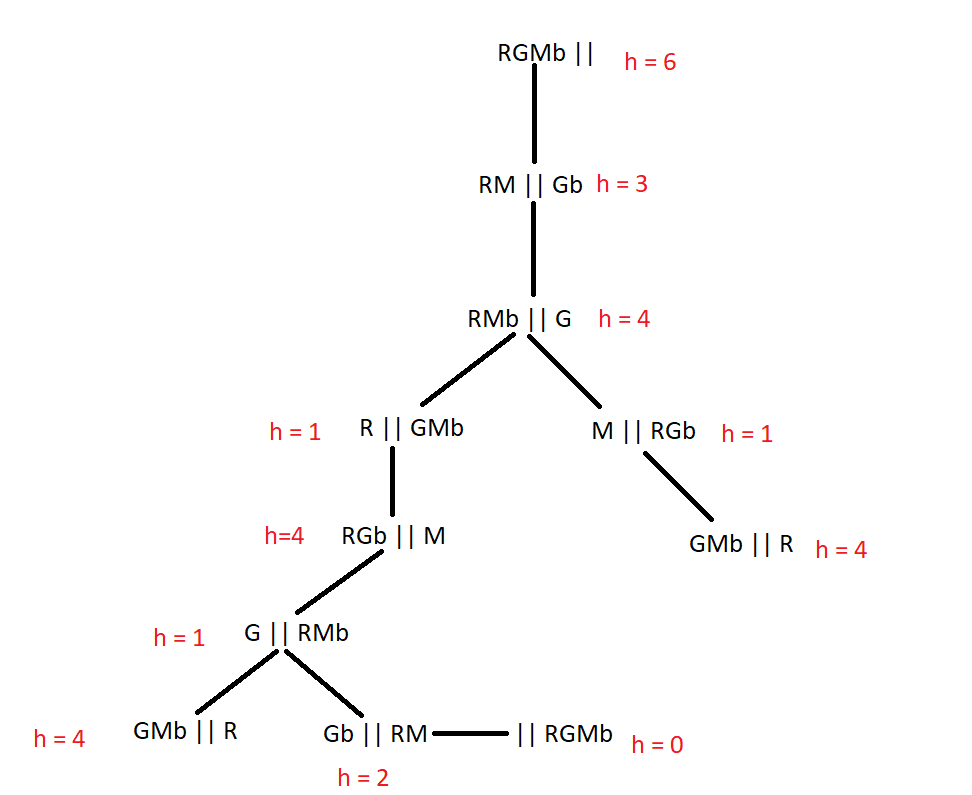 RGMb || h = 6
RM || Gb h = 3
RMb || G h = 4
h = 1 R || GMb M || RGb h = 1
h=4 RGb || M GMb || R h = 4
h = 1 G || RMb
h = 4 GMb || R Gb || RM || RGMb h = 0
h = 2